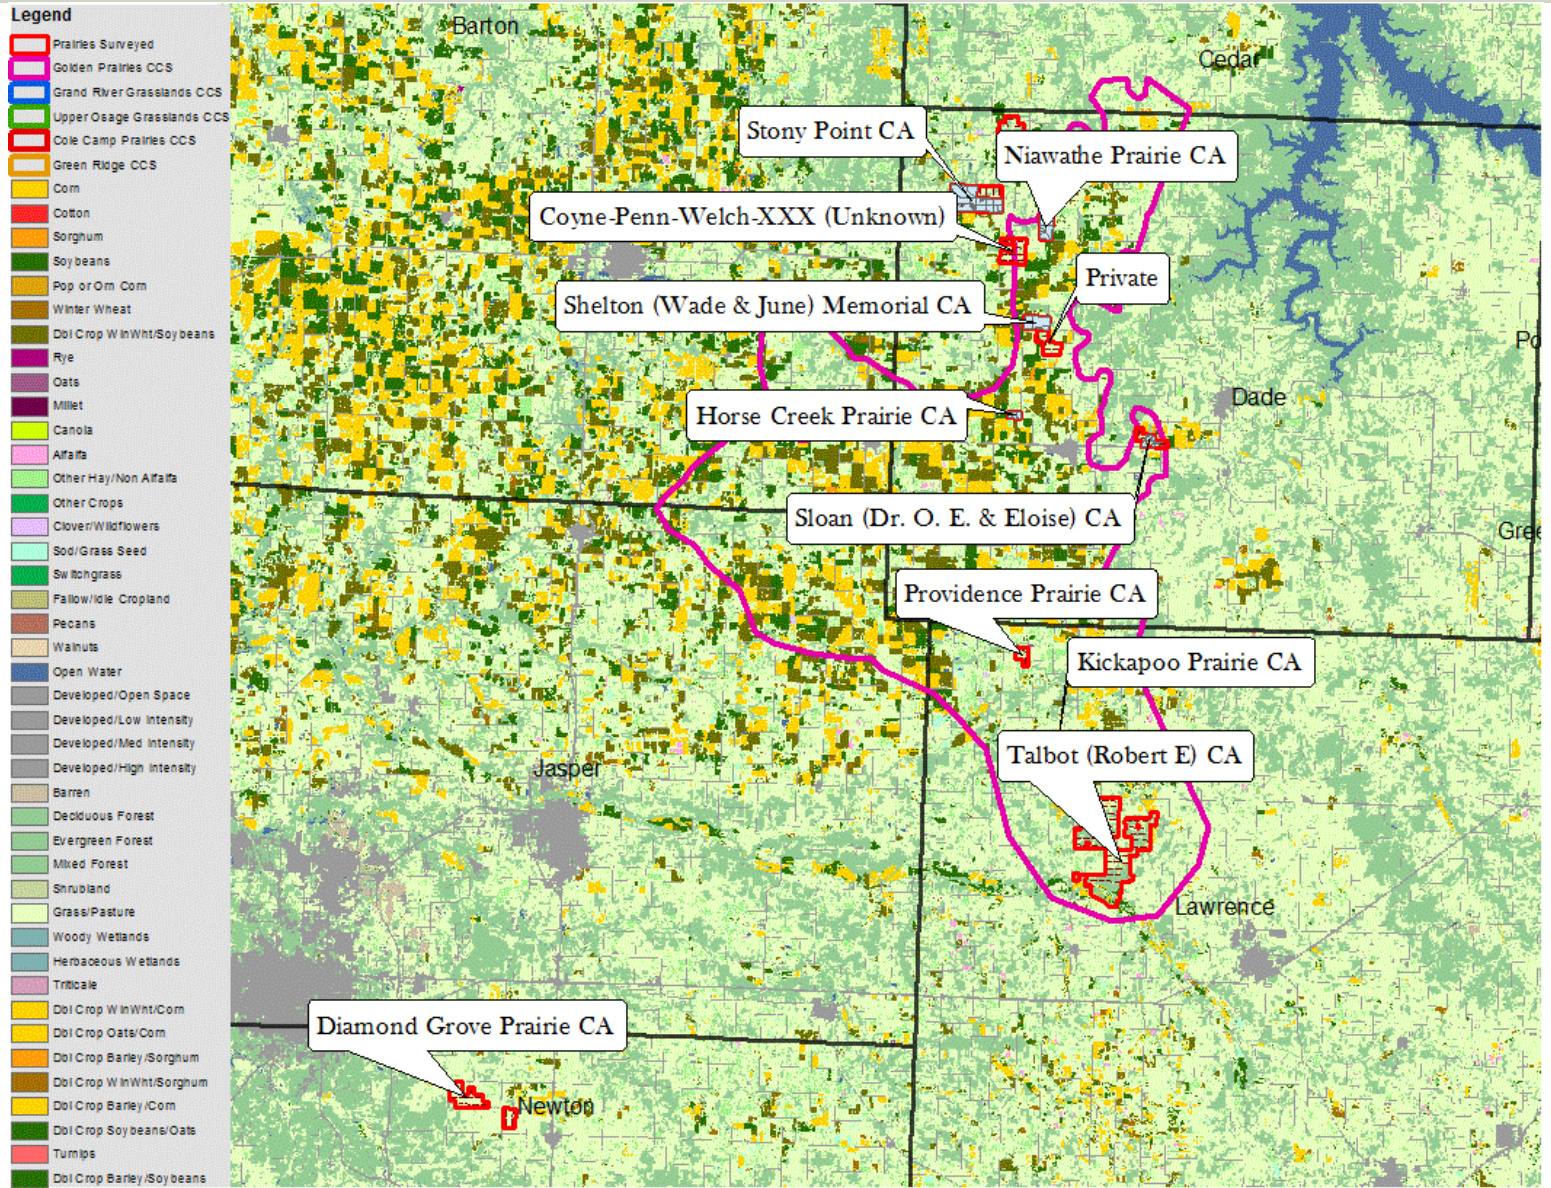 Legend
Prairies Surveyed
Golden Prairies CCS
Grand River Grasslands CCS
Upper Osage Grasslands CCS
Cole Camp Prairies CCS
Green Ridge CCS
Corn
Cotton
Sorghum
Soybeans
Pop or Orn Corn
Winter Wheat
Dbl Crop WinWht/Soybeans
Rye
Oats
Millet
Canola
Alfalfa
Other Hay/Non Alfalfa
Other Crops
Clover/Wildflowers
Sod/Grass Seed
Switchgrass
Fallow/Idle Cropland
Pecans
Walnuts
Open Water
Developed/Open Space
Developed/Low Intensity
Developed/Med Intensity
Developed/High Intensity
Barren
Deciduous Forest
Evergreen Forest
Mixed Forest
Shrubland
Grass/Pasture
Woody Wetlands
Herbaceous Wetlands
Triticale
Dbl Crop WinWht/Corn
Dbl Crop Oats/Corn
Dbl Crop Barley/Sorghum
Dbl Crop WinWht/Sorghum
Dbl Crop Barley/Corn
Dbl Crop Soybeans/Oats
Turnips
Dbl Crop Barley/Soybeans
Barton
Cedar
Stony Point CA
Niawathe Prairie CA
Coyne-Penn-Welch-XXX (Unknown)
Private
Shelton (Wade & June) Memorial CA
Po
Dade
Horse Creek Prairie CA
Sloan (Dr. O. E. & Eloise) CA
Gree
Providence Prairie CA
Kickapoo Prairie CA
Talbot (Robert E) CA
Jasper
Lawrence
Diamond Grove Prairie CA
Newton